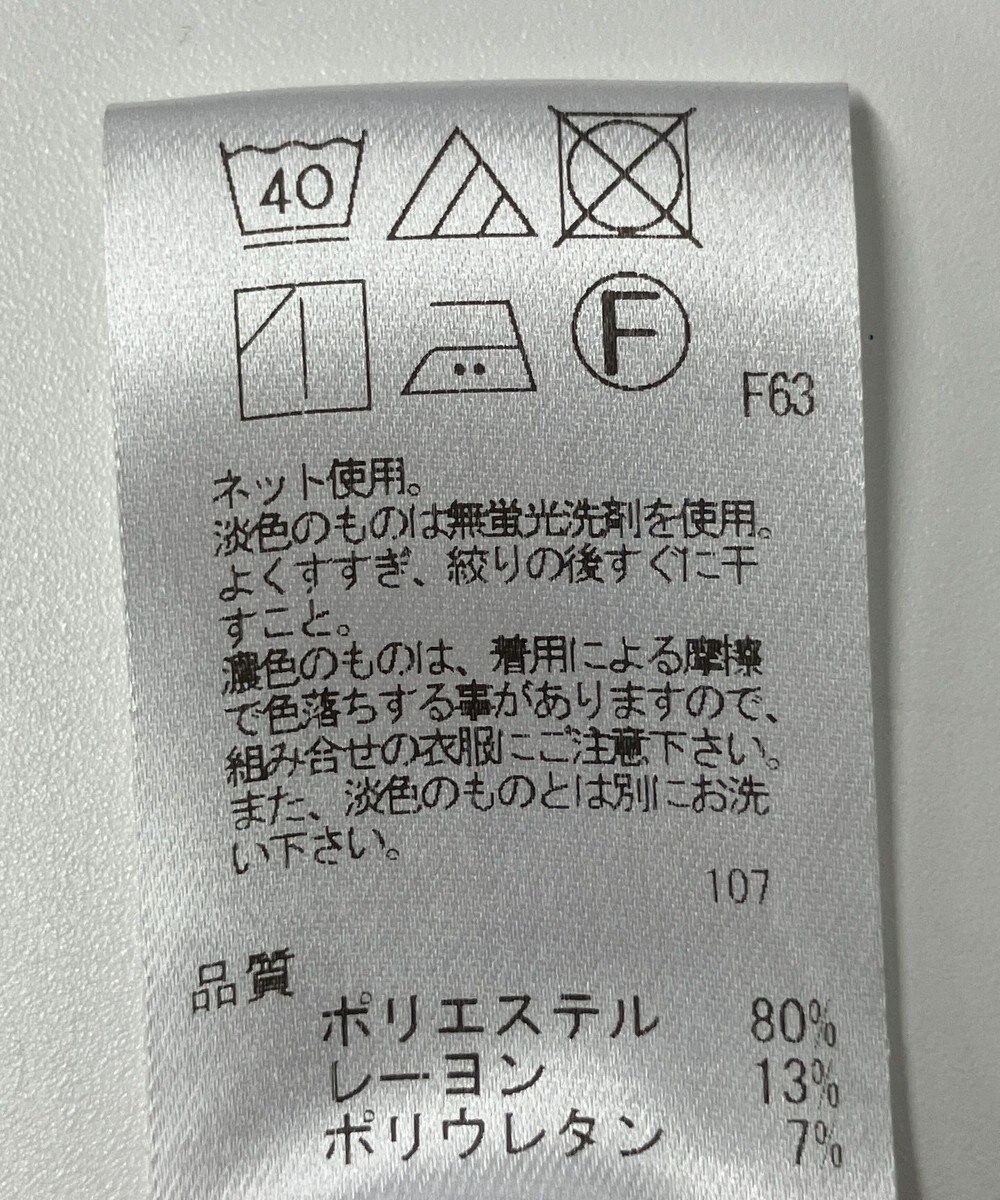 40
F
F63
ネット使用。
淡色のものは無蛍光洗剤を使用。
よくすすぎ、絞りの後すぐに干
すこと。
濃色のものは、着用による摩擦
で色落ちする事がありますので、
組み合せの衣服にご注意下さい。
また、淡色のものとは別にお洗
い下さい。
107
品質
ポリエステル 80%
レーヨン 13%
ポリウレタン 7%